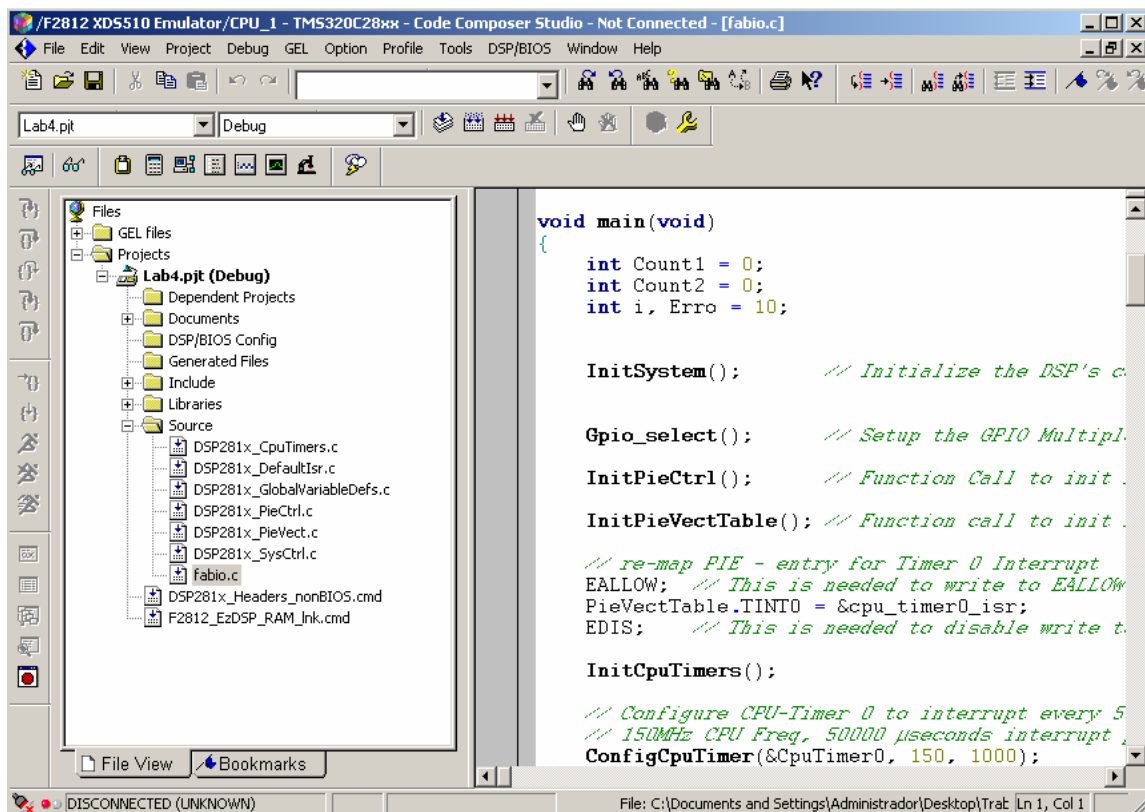 /F2812 XDS510 Emulator/CPU_1 - TMS320C28xx - Code Composer Studio - Not Connected - [fabio.c]
File Edit View Project Debug GEL Option Profile Tools DSP/BIOS Window Help
Lab4.pjt Debug
Files
GEL files
Projects
Lab4.pjt (Debug)
Dependent Projects
Documents
DSP/BIOS Config
Generated Files
Include
Libraries
Source
DSP281x_CpuTimers.c
DSP281x_DefaultIsr.c
DSP281x_GlobalVariableDefs.c
DSP281x_PieCtrl.c
DSP281x_PieVect.c
DSP281x_SysCtrl.c
fabio.c
DSP281x_Headers_nonBIOS.cmd
F2812_EzDSP_RAM_lnk.cmd
File View Bookmarks
void main(void)
{
int Count1 = 0;
int Count2 = 0;
int i, Erro = 10;
InitSystem(); // Initialize the DSP's c
Gpio_select(); // Setup the GPIO Multipl
InitPieCtrl(); // Function Call to init
InitPieVectTable(); // Function call to init
// re-map PIE - entry for Timer 0 Interrupt
EALLOW; // This is needed to write to EALLOW
PieVectTable.TINT0 = &cpu_timer0_isr;
EDIS; // This is needed to disable write t
InitCpuTimers();
// Configure CPU-Timer 0 to interrupt every 5
// 150MHz CPU Freq, 50000 µseconds interrupt
ConfigCpuTimer(&CpuTimer0, 150, 1000);
DISCONNECTED (UNKNOWN) File: C:\Documents and Settings\Administrador\Desktop\Trab Ln 1, Col 1